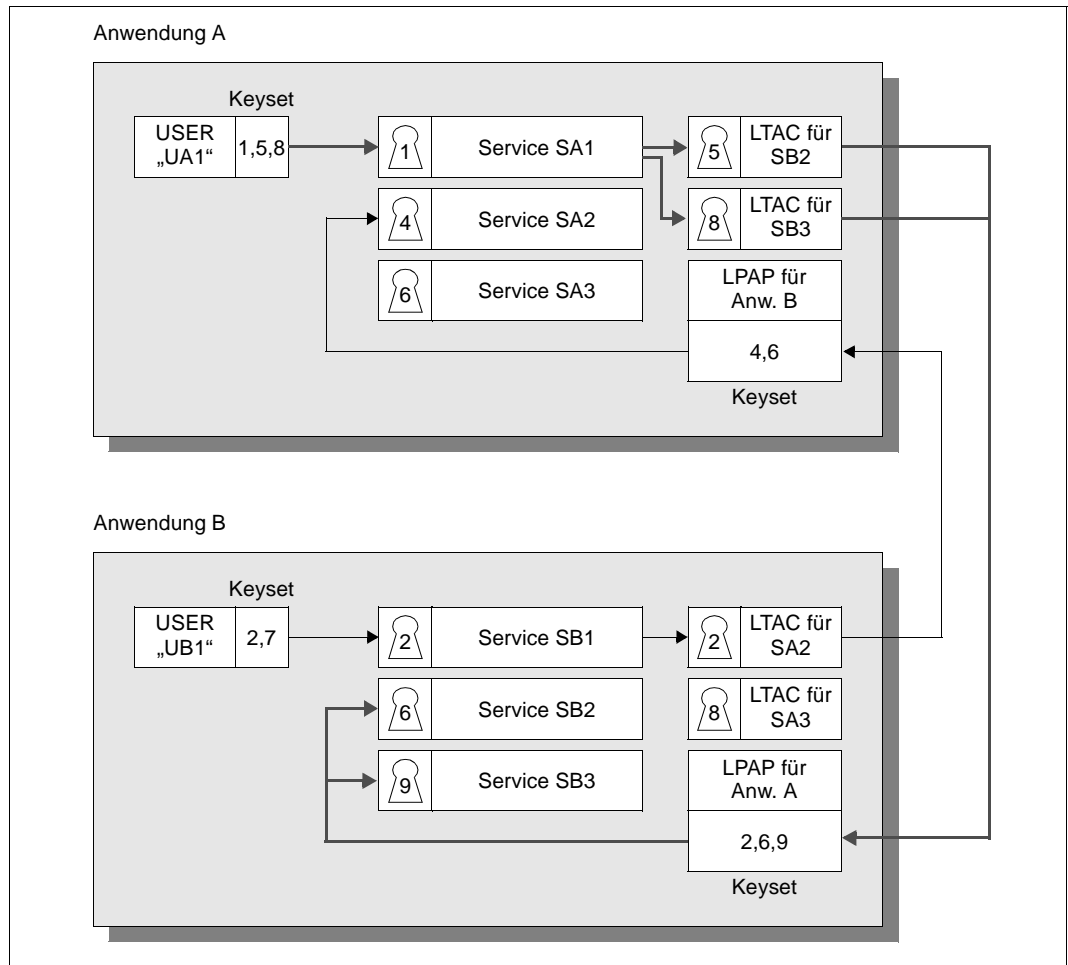 Anwendung A
Keyset
USER
„UA1“
1,5,8
1
Service SA1
5
LTAC für
SB2
4
Service SA2
8
LTAC für
SB3
6
Service SA3
LPAP für
Anw. B
4,6
Keyset
Anwendung B
Keyset
USER
„UB1“
2,7
2
Service SB1
2
LTAC für
SA2
6
Service SB2
8
LTAC für
SA3
9
Service SB3
LPAP für
Anw. A
2,6,9
Keyset